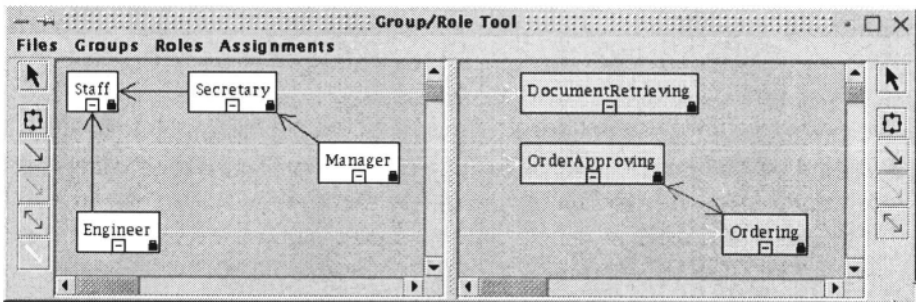 Group/Role Tool
Files Groups Roles Assignments
Staff
Secretary
Manager
Engineer
DocumentRetrieving
OrderApproving
Ordering